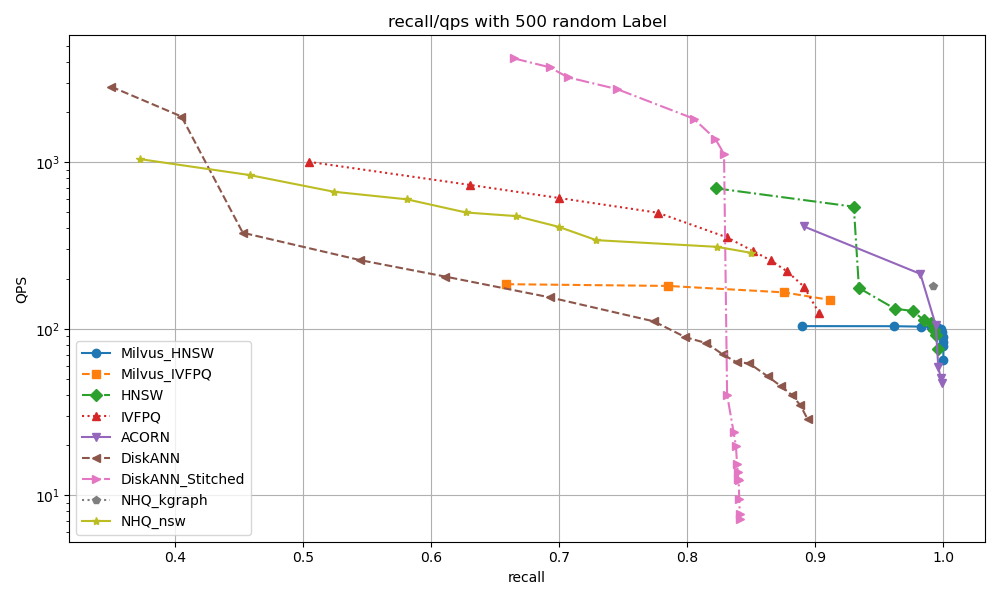 recall/qps with 500 random Label
QPS
10³
10²
10¹
Milvus_HNSW
Milvus_IVFPQ
HNSW
IVFPQ
ACORN
DiskANN
DiskANN_Stitched
NHQ_kgraph
NHQ_nsw
0.4 0.5 0.6 0.7 0.8 0.9 1.0
recall